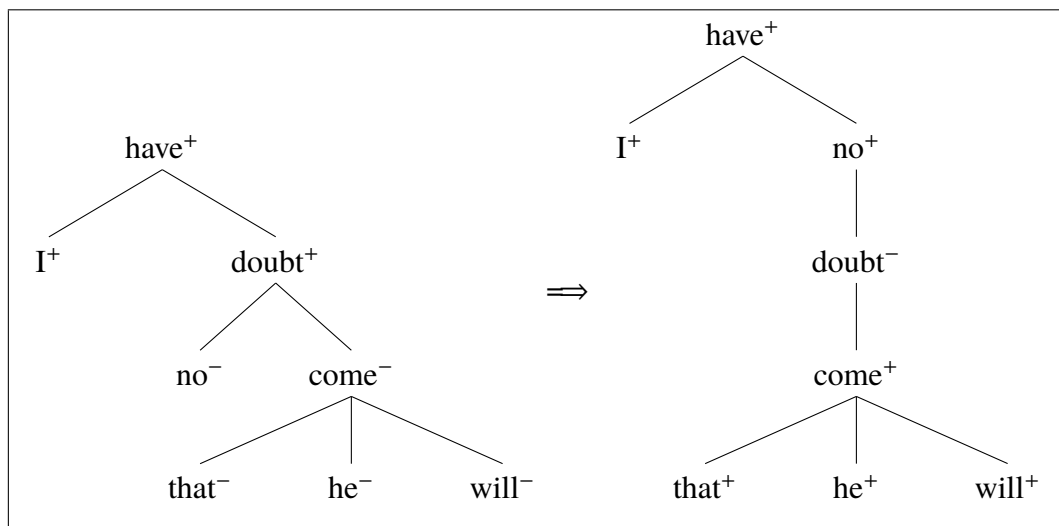 have⁺
have⁺
I⁺ no⁺
I⁺ doubt⁺
doubt⁻
⟹
no⁻ come⁻
come⁺
that⁻ he⁻ will⁻
that⁺ he⁺ will⁺